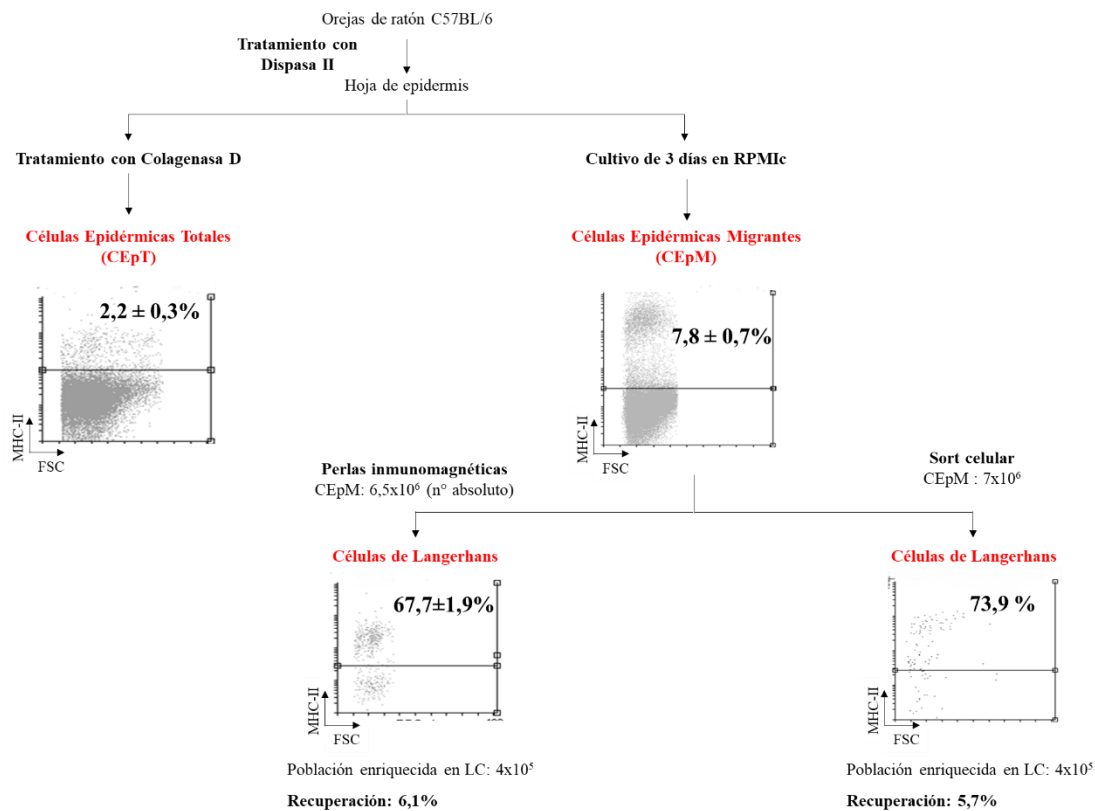 Orejas de ratón C57BL/6
Tratamiento con
Dispasa II
Hoja de epidermis
Tratamiento con Colagenasa D
Cultivo de 3 días en RPMIc
Células Epidérmicas Totales
(CEpT)
Células Epidérmicas Migrantes
(CEpM)
2,2 ± 0,3%
MHC-II
FSC
7,8 ± 0,7%
MHC-II
FSC
Perlas inmunomagnéticas
CEpM: 6,5x10⁶ (n° absoluto)
Sort celular
CEpM : 7x10⁶
Células de Langerhans
Células de Langerhans
67,7±1,9%
MHC-II
FSC
73,9 %
MHC-II
FSC
Población enriquecida en LC: 4x10⁵
Recuperación: 6,1%
Población enriquecida en LC: 4x10⁵
Recuperación: 5,7%